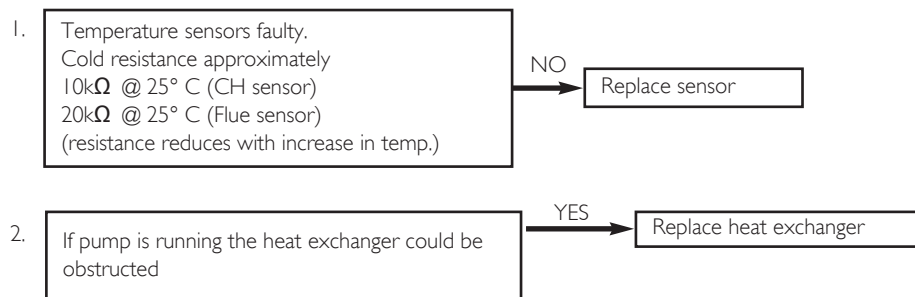 1.
Temperature sensors faulty.
Cold resistance approximately
10kΩ @ 25° C (CH sensor)
20kΩ @ 25° C (Flue sensor)
(resistance reduces with increase in temp.)
NO
Replace sensor
2.
If pump is running the heat exchanger could be
obstructed
YES
Replace heat exchanger